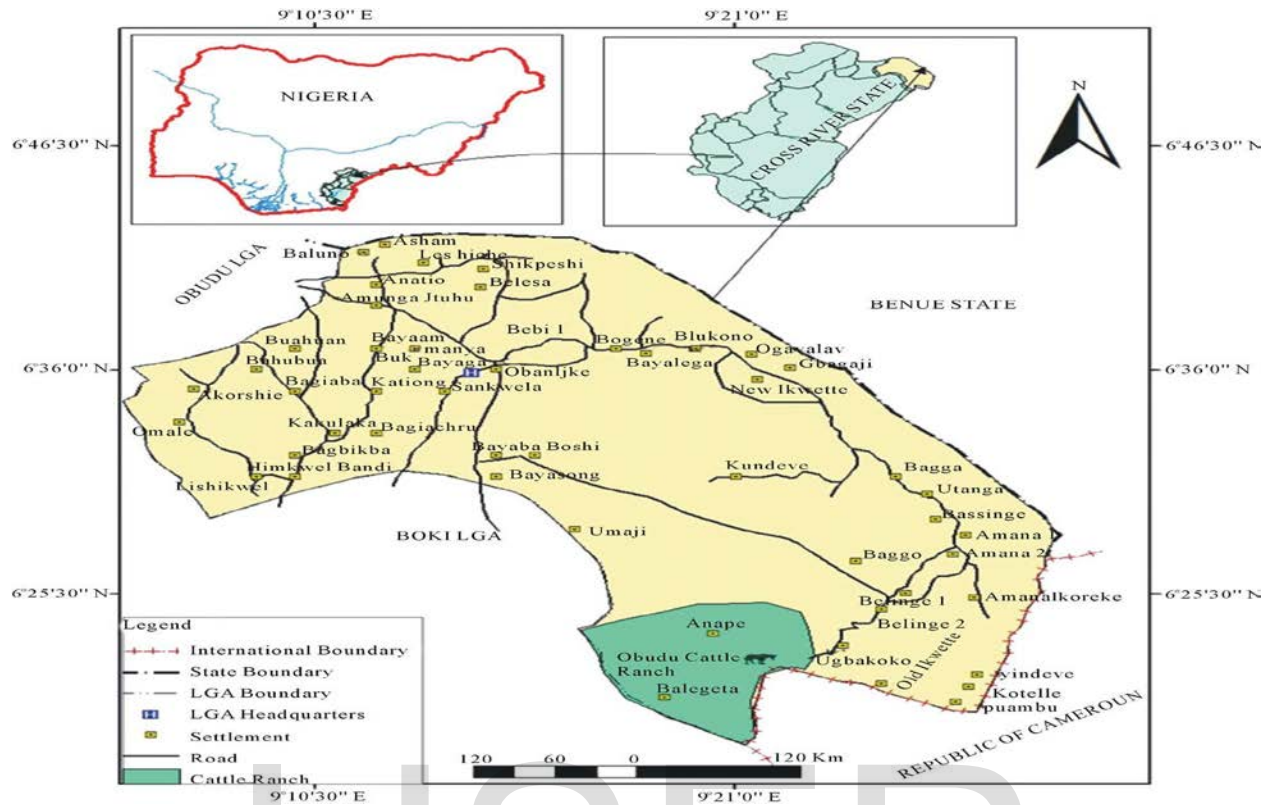 9°10'30'' E
9°21'0'' E
NIGERIA
CROSS RIVER STATE
N
6°46'30'' N
6°46'30'' N
OBUDU LGA
BENUE STATE
Asham
Baluno
Les hiche
Shikpeshi
Anatio
Belesa
Amunga Jtuhu
Bebi 1
Buahuan
Bayaam
Bogene
Blukono
Buk
Bayalega
Ogavalav
6°36'0'' N
Buhubua
Bayaga
Obanljke
Gbagaji
6°36'0'' N
Akorshie
Bagiaba
Kationg
Sankwela
New Ikwette
Omale
Kakulaka
Bagiachru
Bagbikba
Bayaba Boshi
Himkwel Bandi
Bayasong
Kundeve
Bagga
Lishikwel
Utanga
Bassinge
BOKI LGA
Umaji
Amana 1
Baggo
Amana 2
6°25'30'' N
Belinge 1
Amanalkoreke
6°25'30'' N
Belinge 2
Anape
Obudu Cattle
Ranch
Ugbakoko
Old Ikwette
Balegeta
yindeve
Kotelle
puambu
REPUBLIC OF CAMEROUN
Legend
International Boundary
State Boundary
LGA Boundary
H LGA Headquarters
Settlement
Road
Cattle Ranch
120 60 0 120 Km
9°10'30'' E
9°21'0'' E